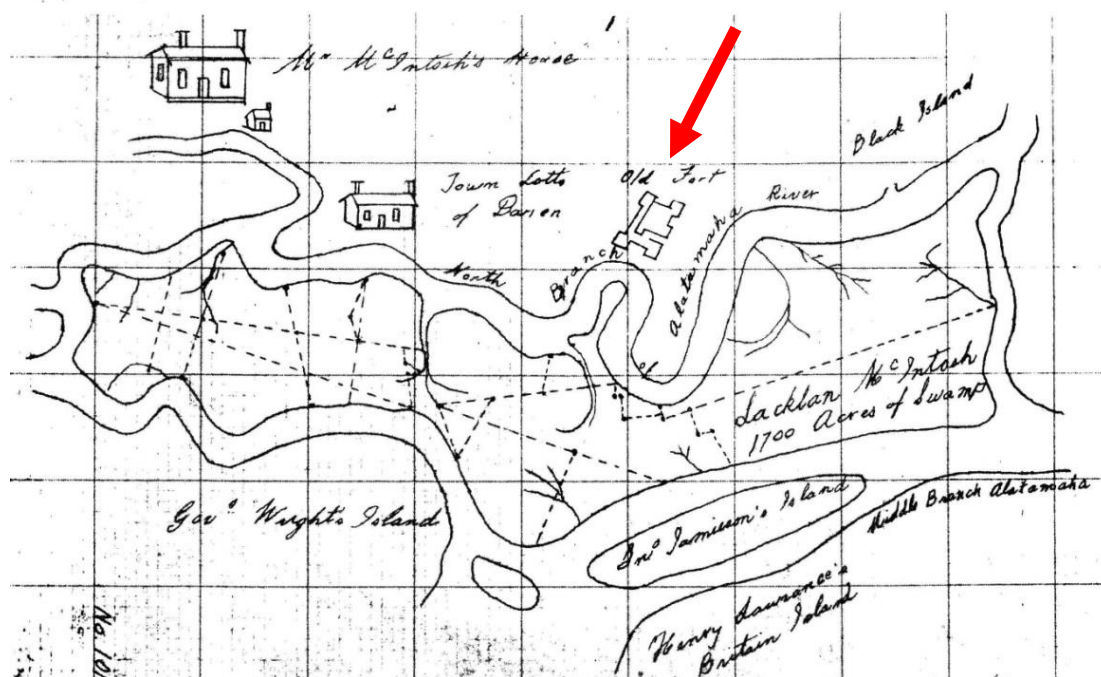 Mr McIntosh's House
Black Island
Town Lotts
of Darien
Old Fort
North Branch Alatamaha River
Lacklan McIntosh
1700 Acres of Swamp
Govo Wright's Island
Jno Jamieson's Island
Middle Branch Alatamaha
Henry Lawrance's
Britain Island